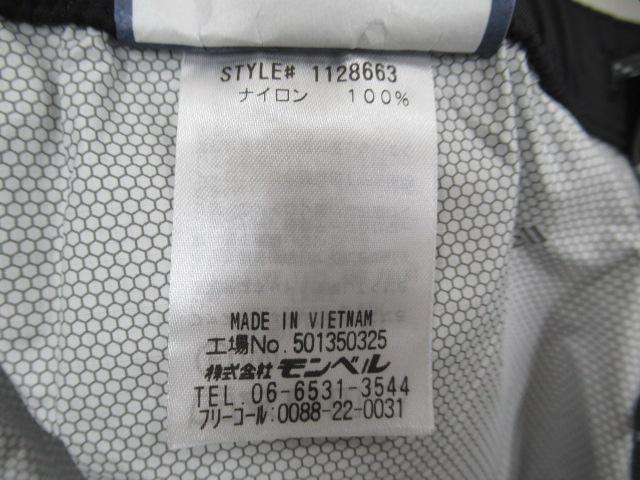 STYLE# 1128663
ナイロン 100%
MADE IN VIETNAM
工場No.501350325
株式会社モンベル
TEL.06-6531-3544
フリーコール:0088-22-0031